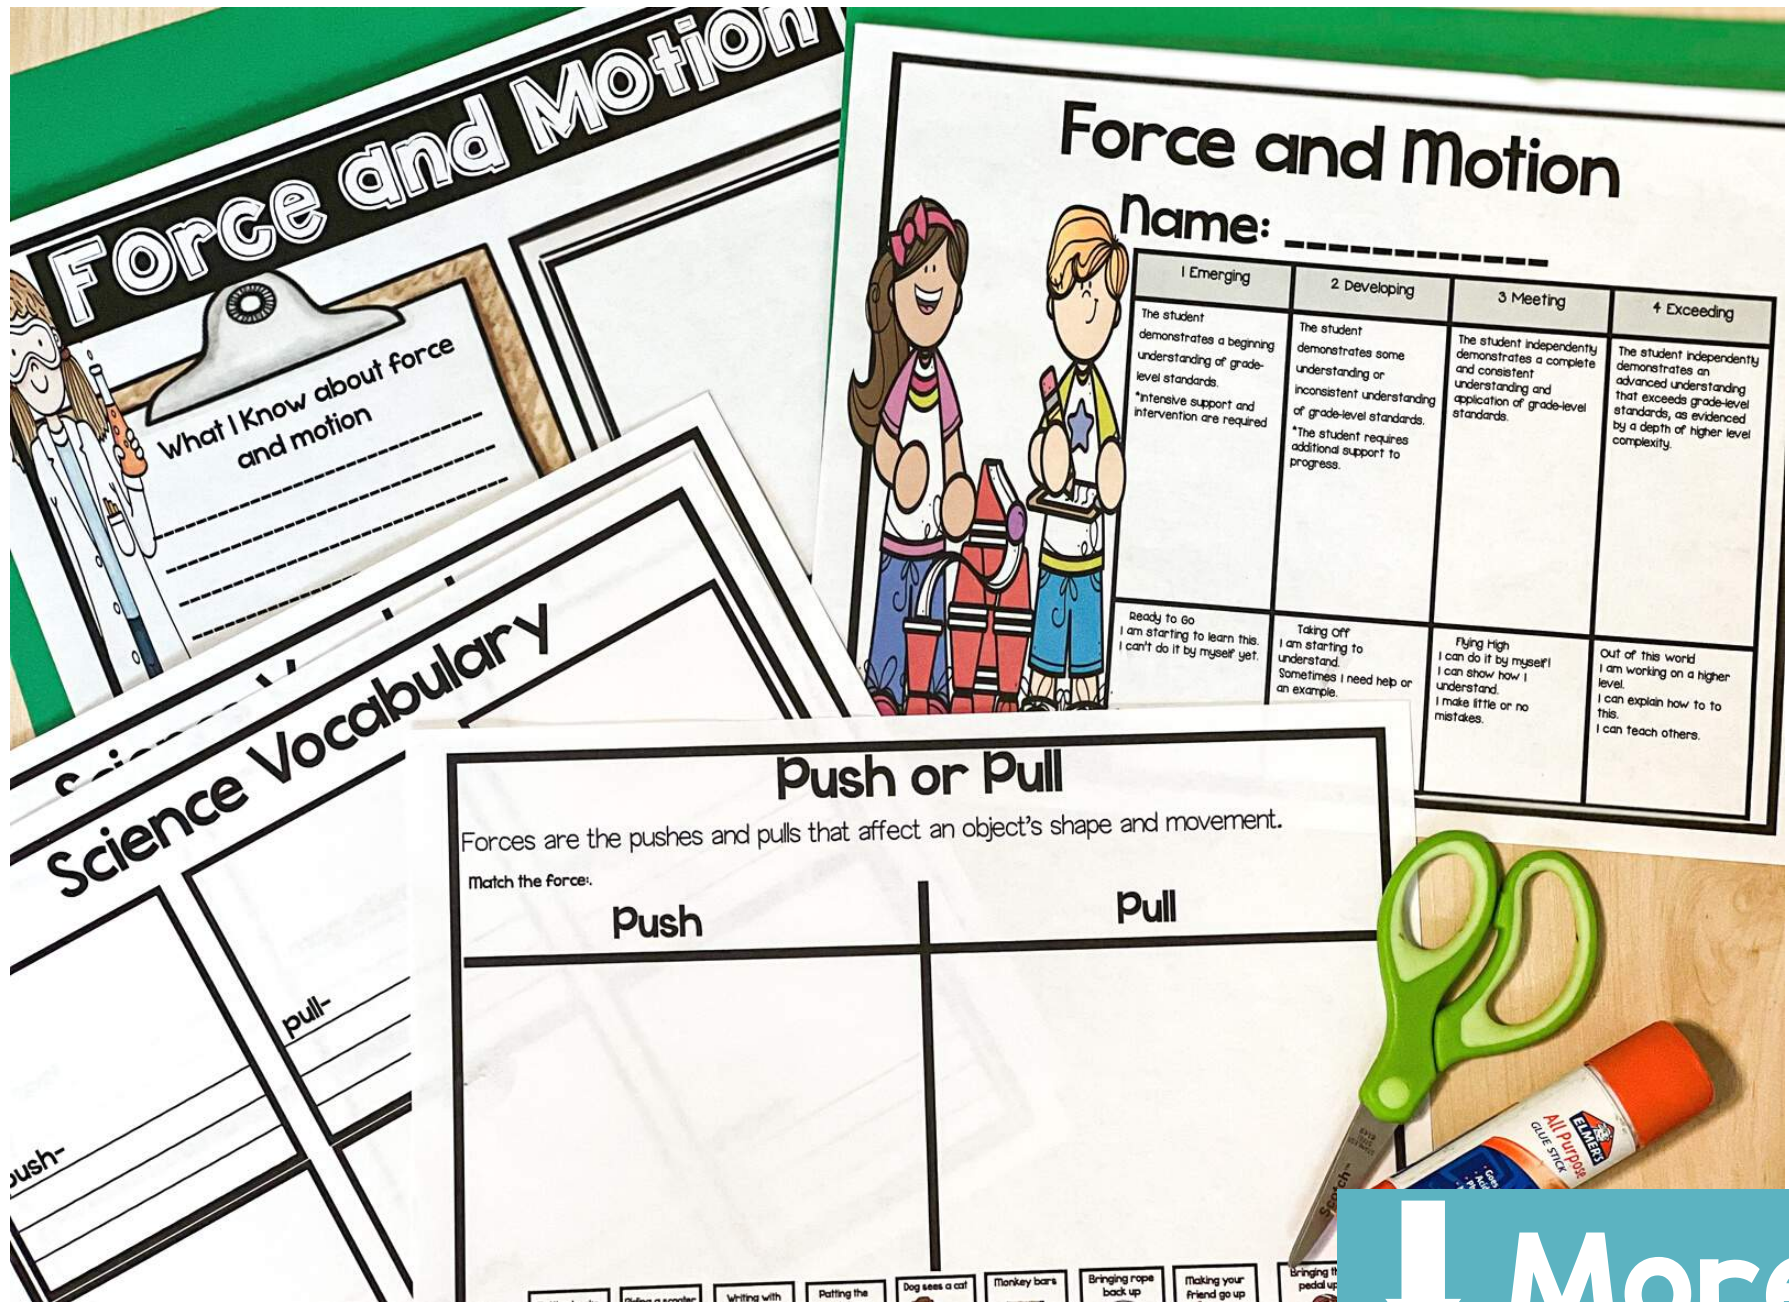 Force and Motion
What I Know about force
and motion
Force and Motion
Name:
1 Emerging
The student
demonstrates a beginning
understanding of grade-
level standards.
*Intensive support and
intervention are required
2 Developing
The student
demonstrates some
understanding or
inconsistent understanding
of grade-level standards.
*The student requires
additional support to
progress.
3 Meeting
The student independently
demonstrates a complete
and consistent
understanding and
application of grade-level
standards.
4 Exceeding
The student independently
demonstrates an
advanced understanding
that exceeds grade-level
standards, as evidenced
by a depth of higher level
complexity.
Ready to Go
I am starting to learn this.
I can't do it by myself yet.
Taking Off
I am starting to
understand.
Sometimes I need help or
an example.
Flying High
I can do it by myself!
I can show how I
understand.
I make little or no
mistakes.
Out of this world
I am working on a higher
level.
I can explain how to to
this.
I can teach others.
Science Vocabulary
push-
pull-
Push or Pull
Forces are the pushes and pulls that affect an object's shape and movement.
Match the force:.
Push
Pull
Writing with
Patting the
Dog sees a cat
Monkey bars
Bringing rope
back up
Making your
friend go up
Bringing
pedal up
ELMER'S
All Purpose
GLUE STICK
Scotch
More